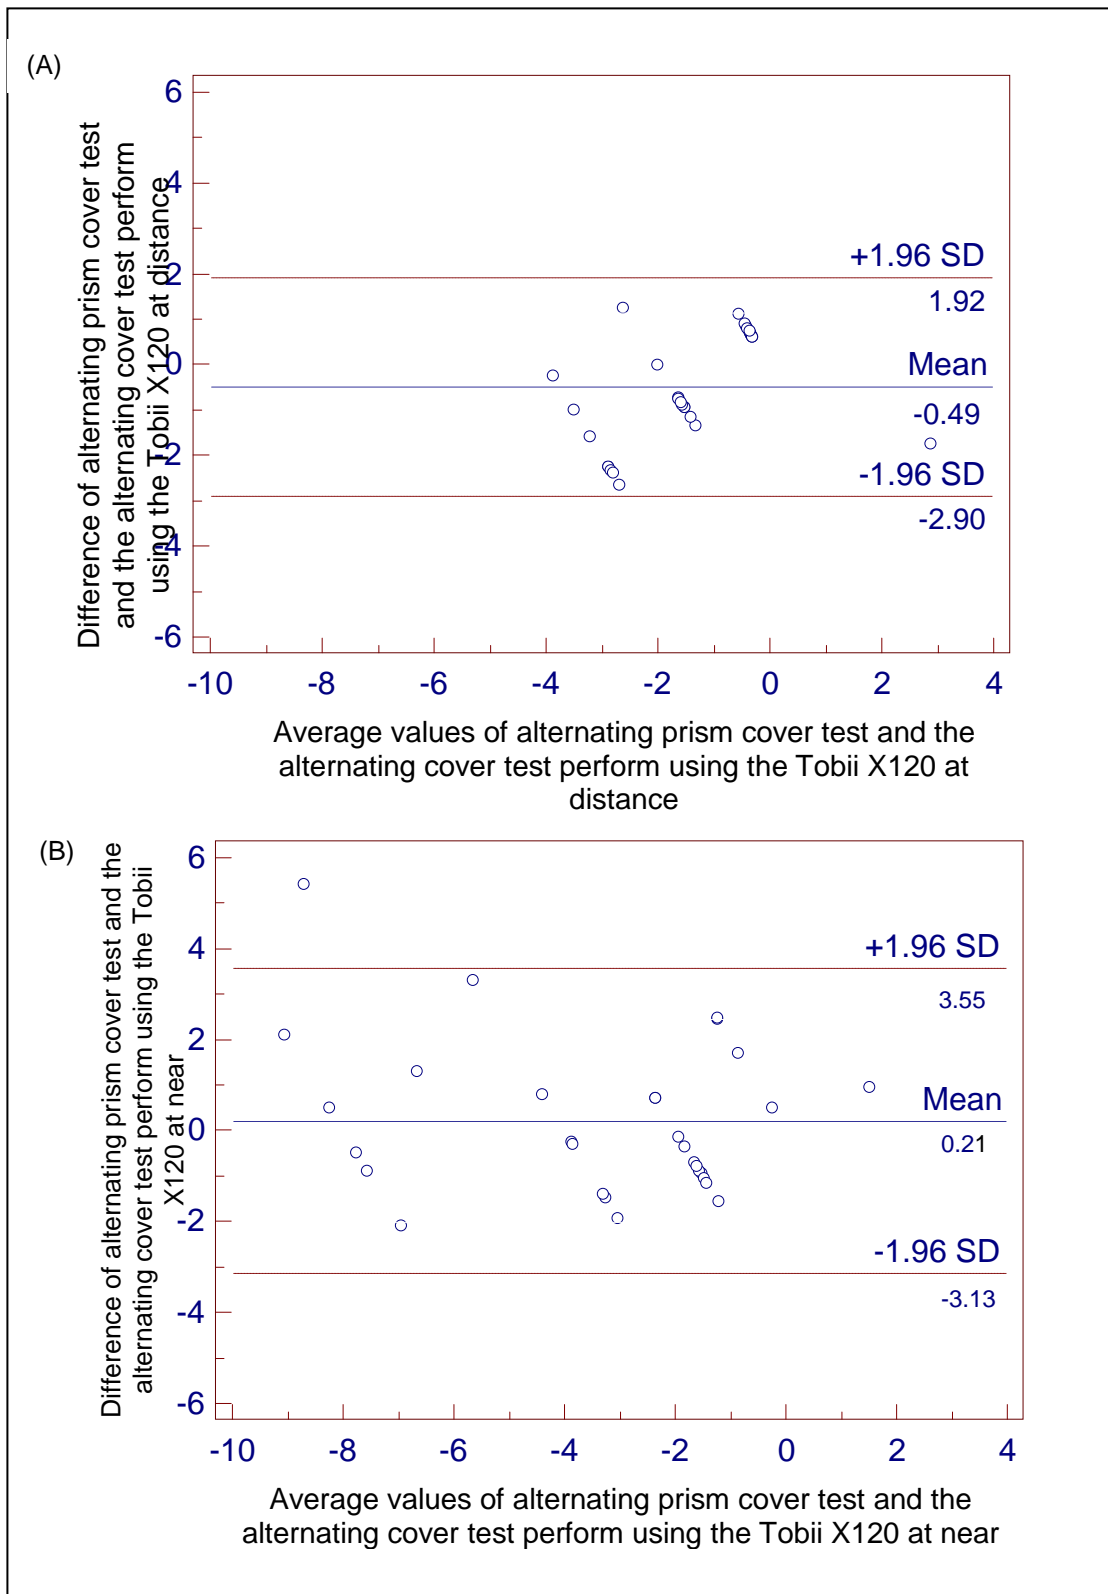 (A)
Difference of alternating prism cover test
and the alternating cover test perform
using the Tobii X120 at distance
6
4
2
0
-2
-4
-6
+1.96 SD
1.92
Mean
-0.49
-1.96 SD
-2.90
-10 -8 -6 -4 -2 0 2 4
Average values of alternating prism cover test and the
alternating cover test perform using the Tobii X120 at
distance
(B)
Difference of alternating prism cover test and the
alternating cover test perform using the Tobii
X120 at near
6
4
2
0
-2
-4
-6
+1.96 SD
3.55
Mean
0.21
-1.96 SD
-3.13
-10 -8 -6 -4 -2 0 2 4
Average values of alternating prism cover test and the
alternating cover test perform using the Tobii X120 at near